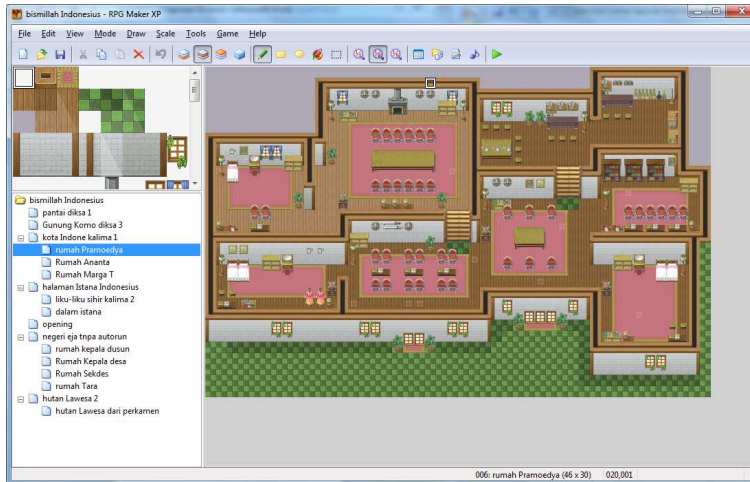 bismillah Indonesius - RPG Maker XP
File Edit View Mode Draw Scale Tools Game Help
bismillah Indonesius
pantai diksa 1
Gunung Komo diksa 3
kota Indone kalima 1
rumah Pramoedya
Rumah Ananta
Rumah Marga T
halaman Istana Indonesius
liku-liku sihir kalima 2
dalam istana
opening
negeri eja tnpa autorun
rumah kepala dusun
Rumah Kepala desa
Rumah Sekdes
rumah Tara
hutan Lawesa 2
hutan Lawesa dari perkamen
006: rumah Pramoedya (46 x 30) 020,001